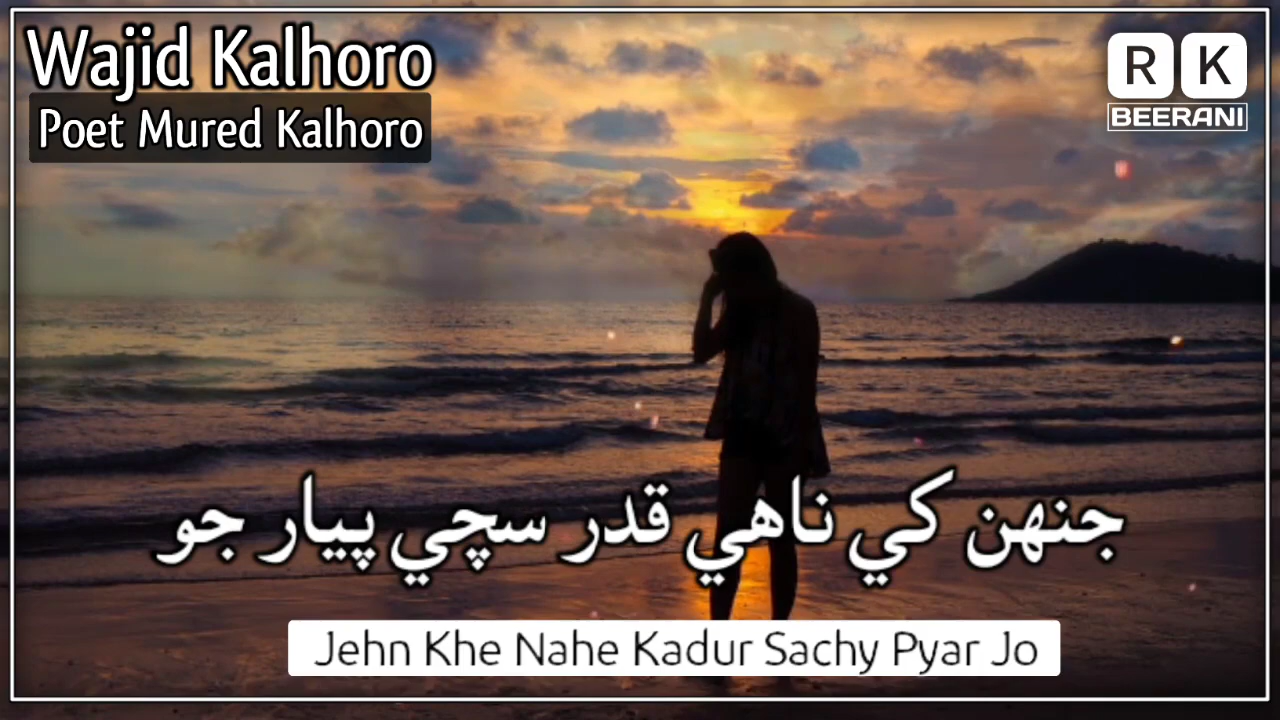 Wajid Kalhoro
Poet Mured Kalhoro
R K
BEERANI
جنهن کي ناهي قدر سچي پيار جو
Jehn Khe Nahe Kadur Sachy Pyar Jo